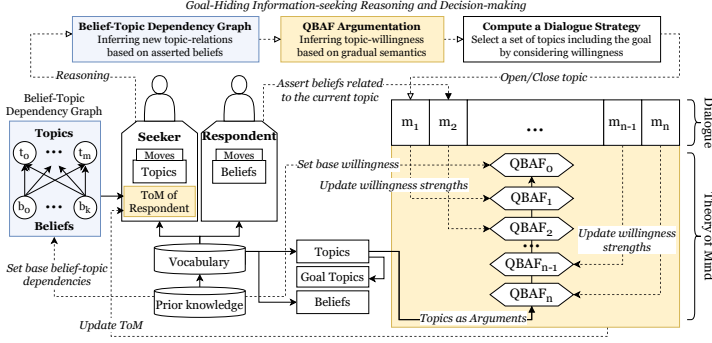 Goal-Hiding Information-seeking Reasoning and Decision-making
Belief-Topic Dependency Graph
Inferring new topic-relations
based on asserted beliefs
QBAF Argumentation
Inferring topic-willingness
based on gradual semantics
Compute a Dialogue Strategy
Select a set of topics including the goal
by considering willingness
Reasoning
Assert beliefs related
to the current topic
Open/Close topic
Belief-Topic
Dependency Graph
Topics
t0 ••• tm
b0 ••• bk
Beliefs
Seeker
Moves
Topics
ToM of
Respondent
Respondent
Moves
Beliefs
m1
m2
...
mn-1
mn
Dialogue
Set base willingness
Update willingness strengths
QBAF0
QBAF1
QBAF2
•••
QBAFn-1
QBAFn
Update willingness
strengths
Theory of Mind
Set base belief-topic
dependencies
Vocabulary
Prior knowledge
Topics
Goal Topics
Beliefs
Update ToM
Topics as Arguments